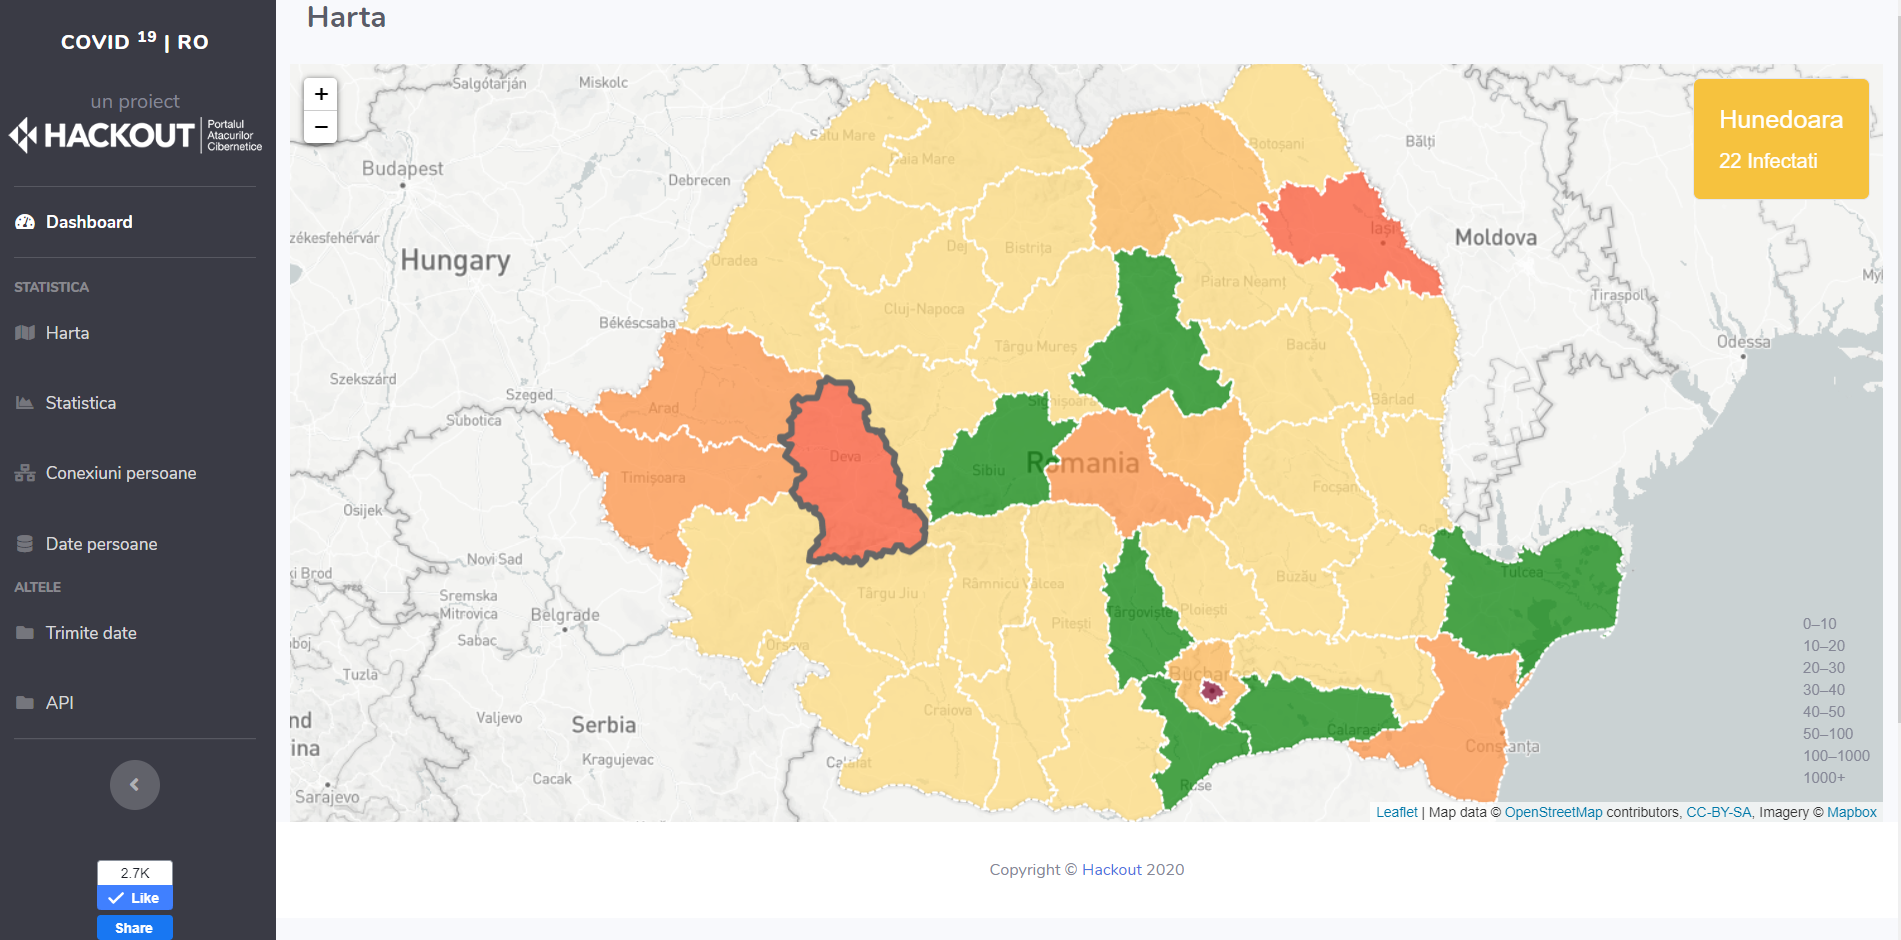 COVID 19 | RO
un proiect
HACKOUT
Portalul
Atacurilor
Cibernetice
Dashboard
STATISTICA
Harta
Statistica
Conexiuni persoane
Date persoane
ALTELE
Trimite date
API
2.7K
Like
Share
Harta
+
−
Hunedoara
22 Infectati
Salgótarján
Miskolc
Satu Mare
Baia Mare
Botoșani
Bălți
Budapest
Debrecen
zékesfehérvár
Hungary
Oradea
Dej
Bistrița
Iași
Moldova
Piatra Neamț
Tiraspol
Békéscsaba
Cluj-Napoca
Târgu Mureș
Bacău
Odessa
Szekszárd
Szeged
Subotica
Arad
Sighișoara
Bârlad
Deva
Sibiu
Romania
Timișoara
Focșani
Osijek
Novi Sad
ki Brod
Sremska
Mitrovica
Belgrade
Sabac
Târgu Jiu
Râmnicu Vâlcea
Buzău
Tulcea
Târgoviște
Ploiești
Pitești
Orșova
Tuzla
Valjevo
Serbia
Kragujevac
Cacak
Sarajevo
nd
ina
Craiova
Calafat
Bucharest
Calarasi
Ruse
Constanța
0–10
10–20
20–30
30–40
40–50
50–100
100–1000
1000+
Leaflet | Map data © OpenStreetMap contributors, CC-BY-SA, Imagery © Mapbox
Copyright © Hackout 2020